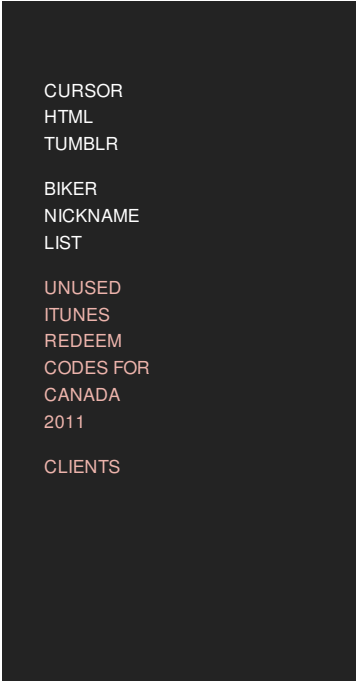 CURSOR
HTML
TUMBLR
BIKER
NICKNAME
LIST
UNUSED
ITUNES
REDEEM
CODES FOR
CANADA
2011
CLIENTS